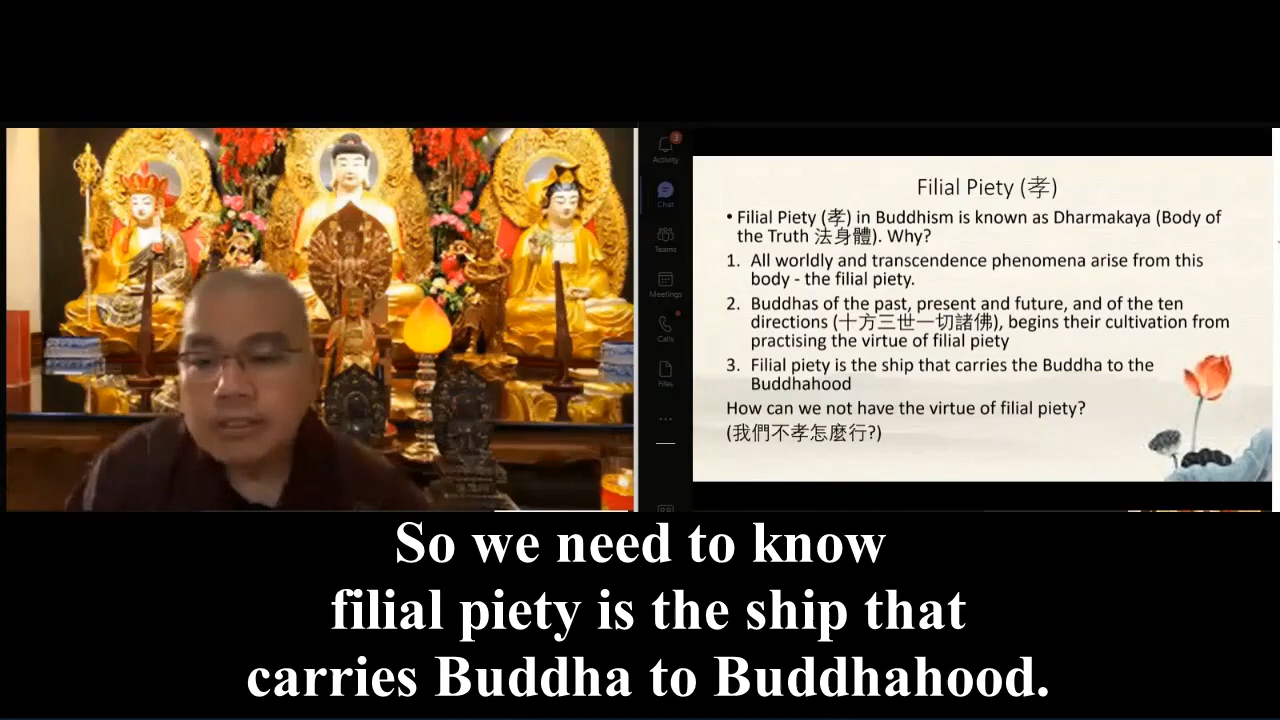 Activity
3
Chat
Teams
Meetings
Calls
Files
Filial Piety (孝)
• Filial Piety (孝) in Buddhism is known as Dharmakaya (Body of
the Truth 法身體). Why?
1. All worldly and transcendence phenomena arise from this
body - the filial piety.
2. Buddhas of the past, present and future, and of the ten
directions (十方三世一切諸佛), begins their cultivation from
practising the virtue of filial piety
3. Filial piety is the ship that carries the Buddha to the
Buddhahood
How can we not have the virtue of filial piety?
(我們不孝怎麼行?)
So we need to know
filial piety is the ship that
carries Buddha to Buddhahood.